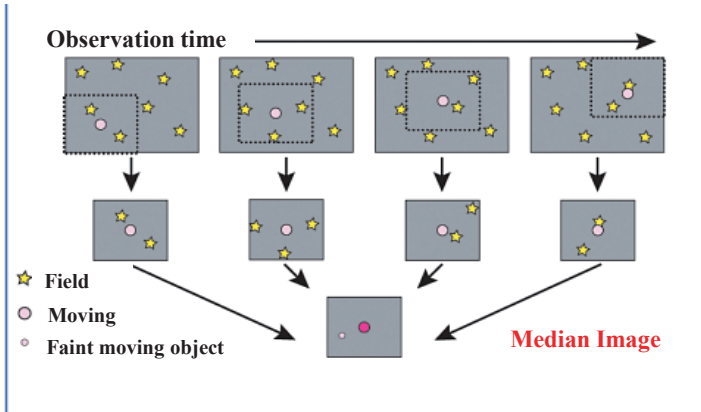 Observation time
Field
Moving
Faint moving object
Median Image